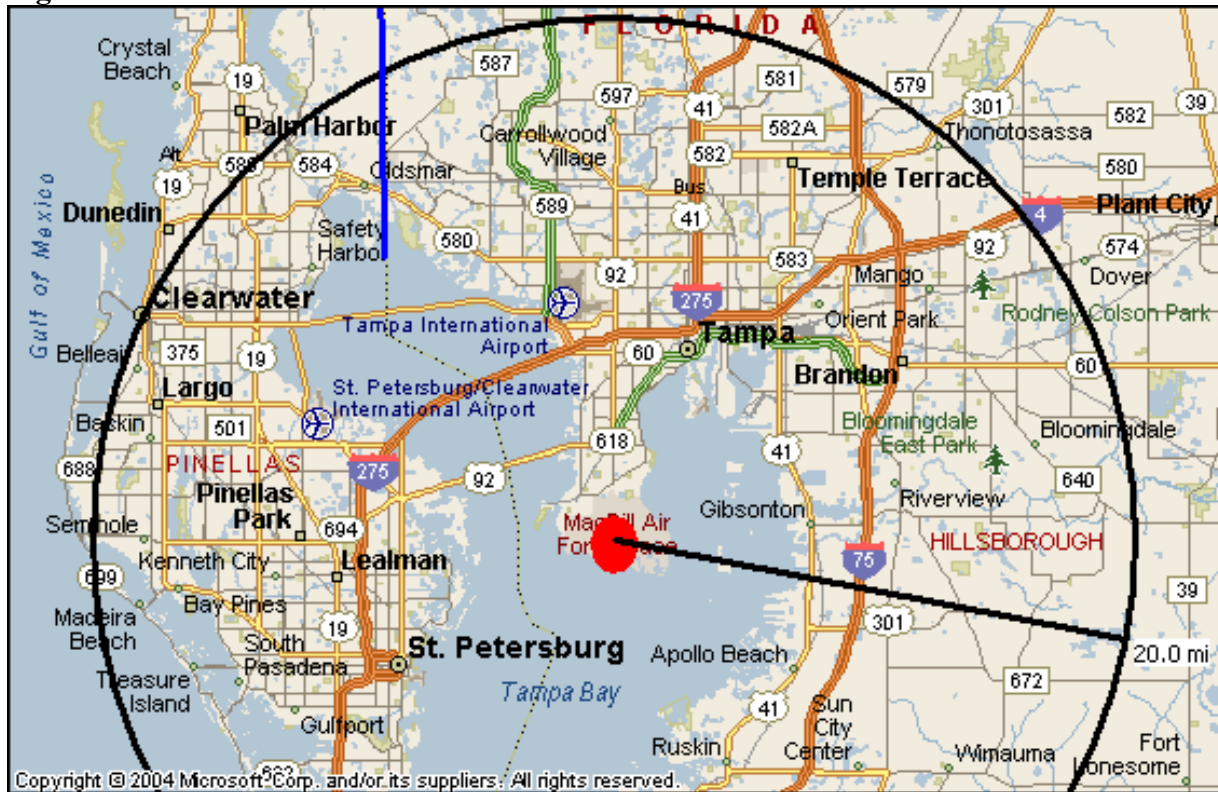 FLORIDA
Crystal
Beach
587
581
579
19
597
41
301
582
39
582A
Palm Harbor
Carrollwood
Village
Thonotosassa
Alt
586
584
Oldsmar
582
580
19
Bus
Temple Terrace
Plant City
Dunedin
589
41
4
Safety
Harbor
580
92
574
583
92
Mango
Dover
Gulf of Mexico
Clearwater
275
Tampa International
Airport
Orient Park
Rodney Colson Park
Tampa
Belleair
375
19
60
60
Largo
St. Petersburg/Clearwater
International Airport
Brandon
Baskin
501
618
41
Bloomingdale
East Park
Bloomingdale
688
PINELLAS
275
92
640
Pinellas
Park
Riverview
Seminole
694
MacDill Air
Gibsonton
HILLSBOROUGH
Kenneth City
Lealman
75
699
39
Bay Pines
Madeira
Beach
19
301
South
Pasadena
St. Petersburg
Apollo Beach
20.0 mi
Treasure
Island
Tampa Bay
672
Gulfport
41
Sun
City
Center
Ruskin
Wimauma
Fort
Lonesome
Copyright © 2004 Microsoft Corp. and/or its suppliers. All rights reserved.